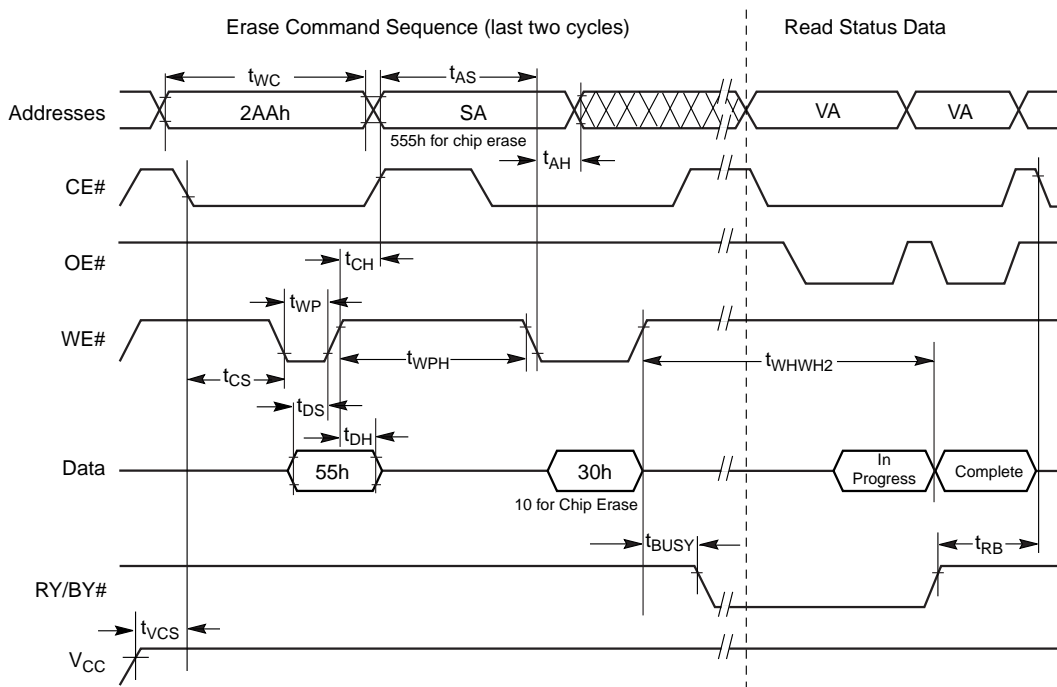 Erase Command Sequence (last two cycles)
Read Status Data
tWC
tAS
Addresses
2AAh
SA
VA
VA
555h for chip erase
tAH
CE#
OE#
tCH
tWP
WE#
tWPH
tWHWH2
tCS
tDS
tDH
Data
55h
30h
In
Progress
Complete
10 for Chip Erase
tBUSY
tRB
RY/BY#
tVCS
VCC